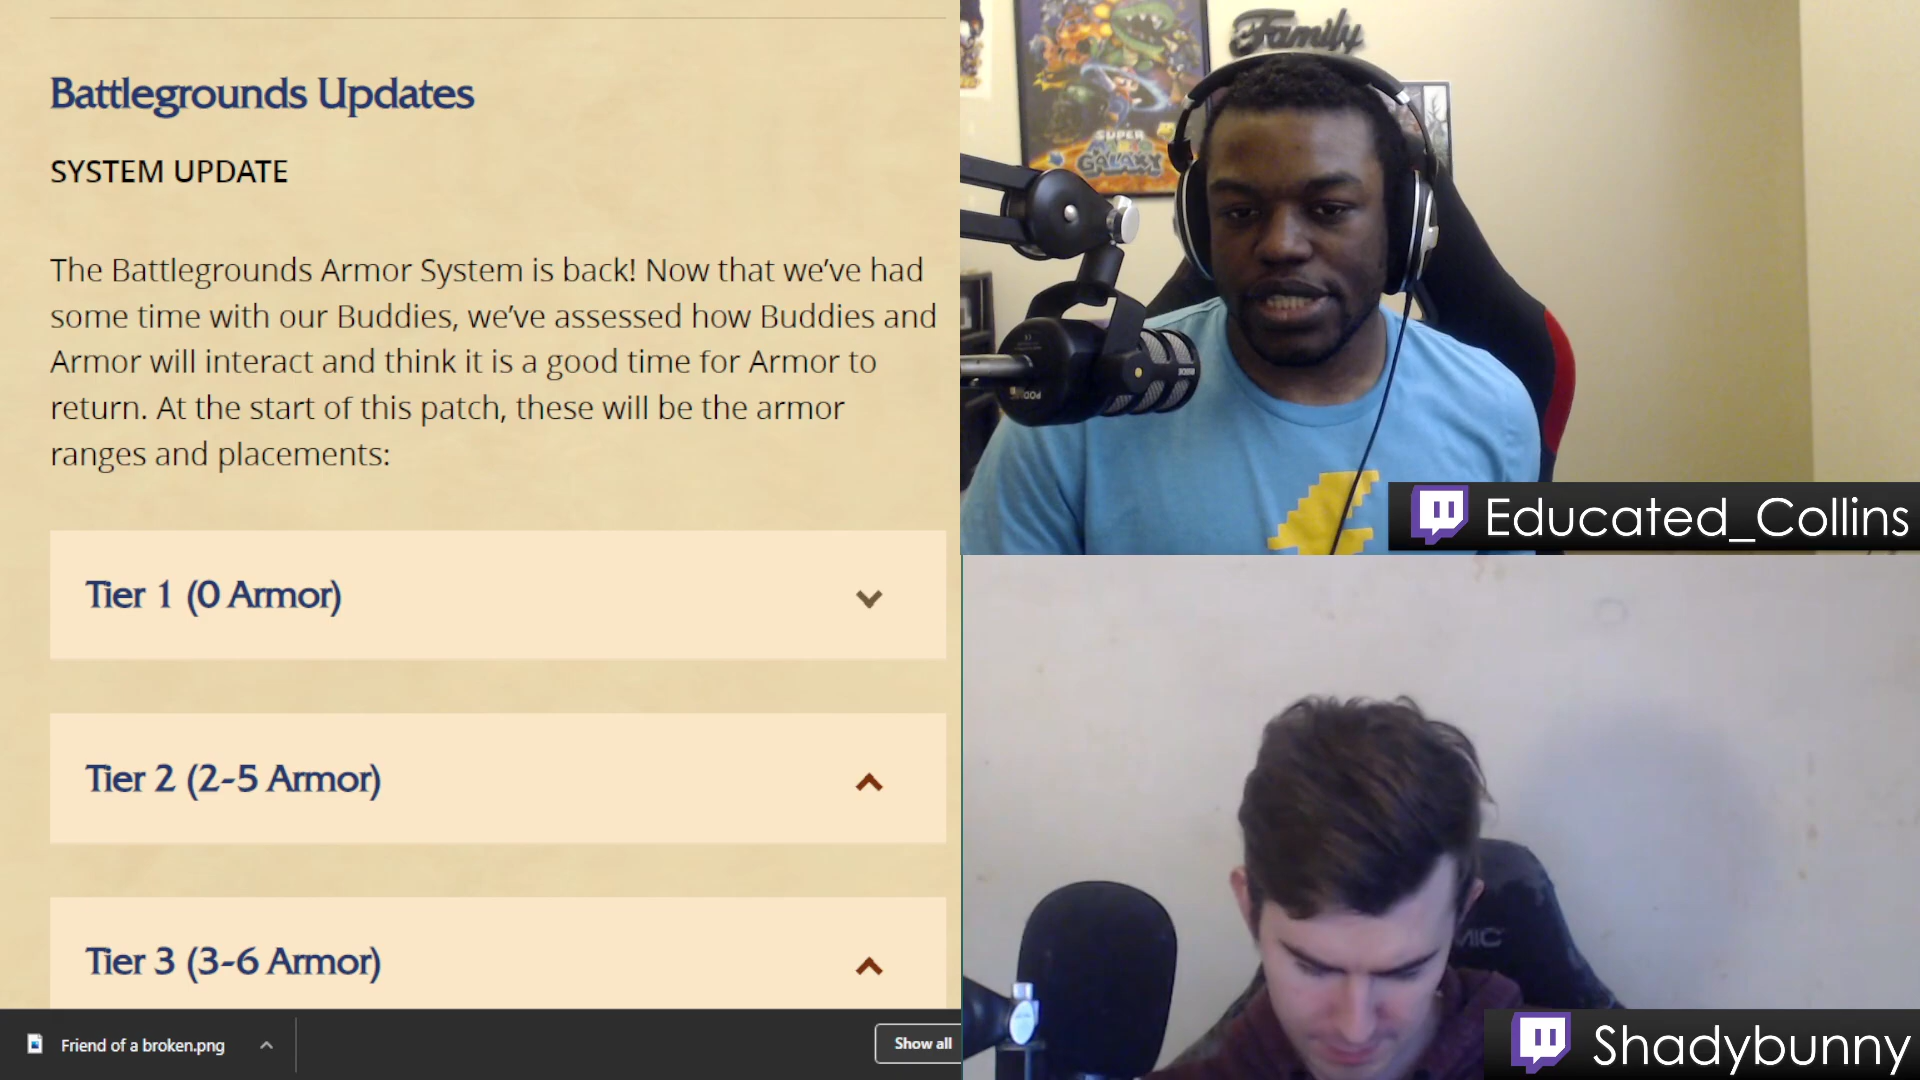 Battlegrounds Updates
SYSTEM UPDATE
The Battlegrounds Armor System is back! Now that we’ve had
some time with our Buddies, we’ve assessed how Buddies and
Armor will interact and think it is a good time for Armor to
return. At the start of this patch, these will be the armor
ranges and placements:
Tier 1 (0 Armor)
Tier 2 (2-5 Armor)
Tier 3 (3-6 Armor)
Friend of a broken.png
Show all
Family
SUPER
MARIO
GALAXY
Educated_Collins
Shadybunny